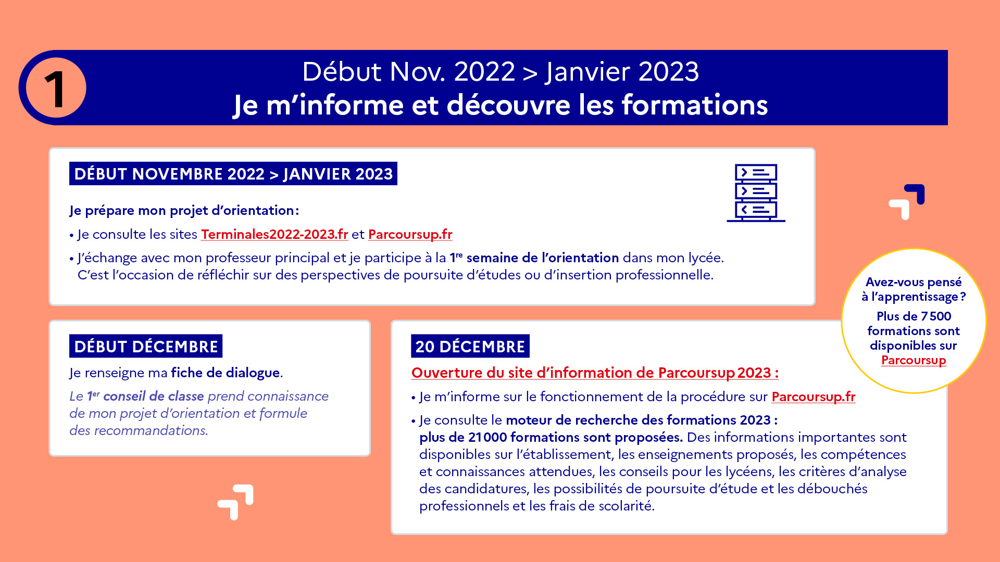 1
Début Nov. 2022 > Janvier 2023
Je m’informe et découvre les formations
DÉBUT NOVEMBRE 2022 > JANVIER 2023
Je prépare mon projet d’orientation :
• Je consulte les sites Terminales2022-2023.fr et Parcoursup.fr
• J’échange avec mon professeur principal et je participe à la 1re semaine de l’orientation dans mon lycée.
C’est l’occasion de réfléchir sur des perspectives de poursuite d’études ou d’insertion professionnelle.
Avez-vous pensé
à l’apprentissage ?
Plus de 7 500
formations sont
disponibles sur
Parcoursup
DÉBUT DÉCEMBRE
Je renseigne ma fiche de dialogue.
Le 1er conseil de classe prend connaissance
de mon projet d’orientation et formule
des recommandations.
20 DÉCEMBRE
Ouverture du site d’information de Parcoursup 2023 :
• Je m’informe sur le fonctionnement de la procédure sur Parcoursup.fr
• Je consulte le moteur de recherche des formations 2023 :
plus de 21 000 formations sont proposées. Des informations importantes sont
disponibles sur l’établissement, les enseignements proposés, les compétences
et connaissances attendues, les conseils pour les lycéens, les critères d’analyse
des candidatures, les possibilités de poursuite d’étude et les débouchés
professionnels et les frais de scolarité.